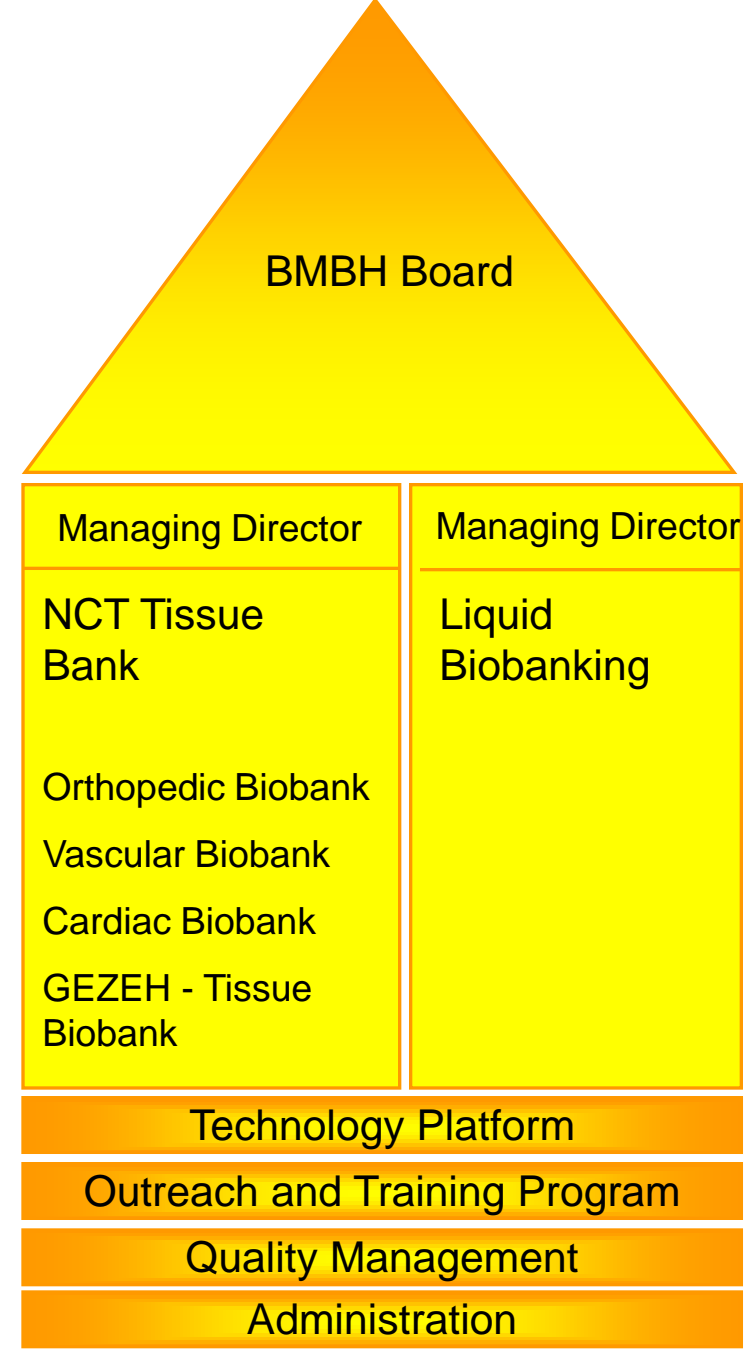 BMBH Board
Managing Director
NCT Tissue
Bank
Orthopedic Biobank
Vascular Biobank
Cardiac Biobank
GEZEH - Tissue
Biobank
Managing Director
Liquid
Biobanking
Technology Platform
Outreach and Training Program
Quality Management
Administration